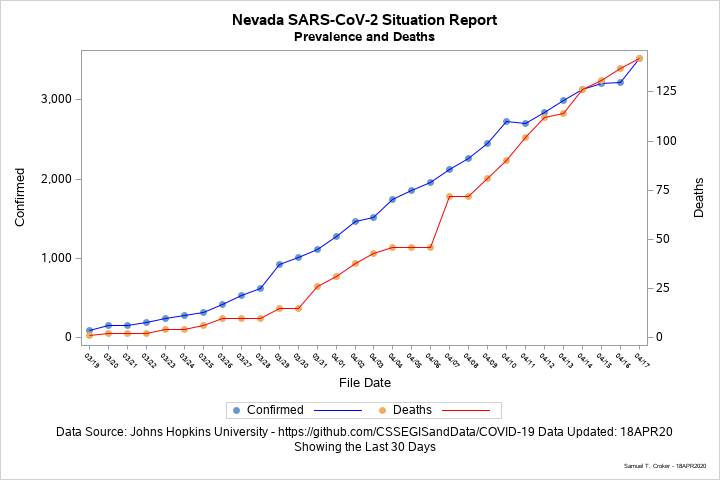 Nevada SARS-CoV-2 Situation Report
Prevalence and Deaths
Confirmed
3,000
2,000
1,000
0
Deaths
125
100
75
50
25
0
03/19 03/20 03/21 03/22 03/23 03/24 03/25 03/26 03/27 03/28 03/29 03/30 03/31 04/01 04/02 04/03 04/04 04/05 04/06 04/07 04/08 04/09 04/10 04/11 04/12 04/13 04/14 04/15 04/16 04/17
File Date
Confirmed Deaths
Data Source: Johns Hopkins University - https://github.com/CSSEGISandData/COVID-19 Data Updated: 18APR20
Showing the Last 30 Days
Samuel T. Croker - 18APR2020